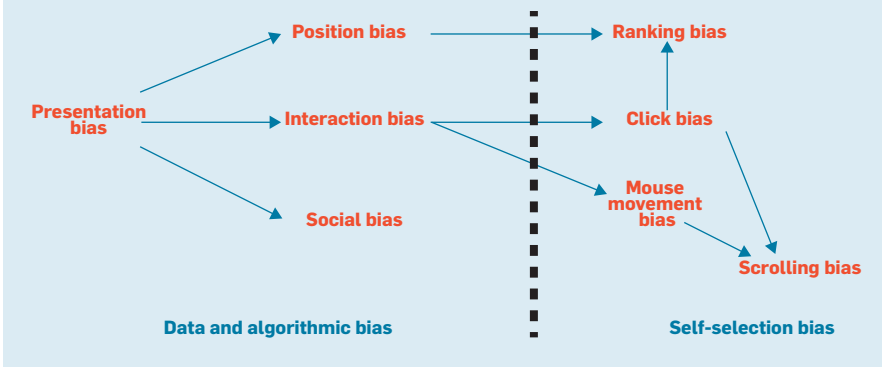 Position bias
Ranking bias
Presentation
bias
Interaction bias
Click bias
Mouse
movement
bias
Social bias
Scrolling bias
Data and algorithmic bias
Self-selection bias